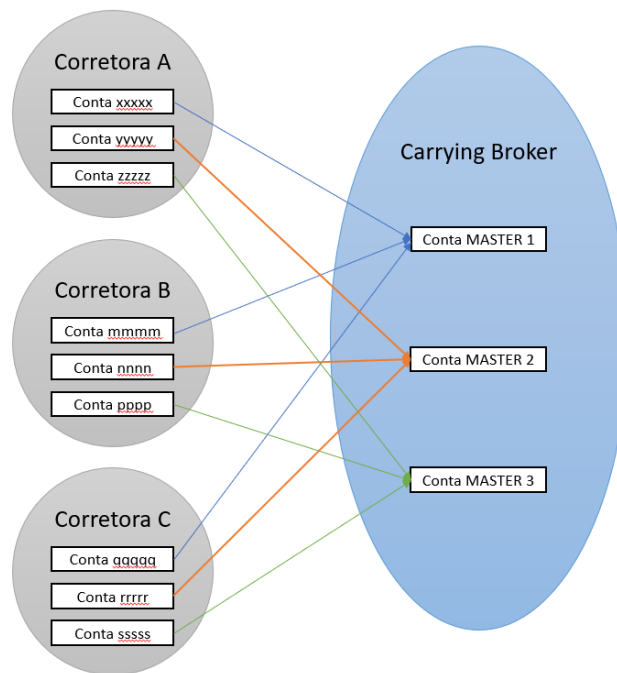 Corretora A
Conta xxxxx
Conta yyyyy
Conta zzzzz
Carrying Broker
Conta MASTER 1
Corretora B
Conta mmmm
Conta nnnn
Conta pppp
Conta MASTER 2
Conta MASTER 3
Corretora C
Conta qqqqq
Conta rrrrr
Conta sssss